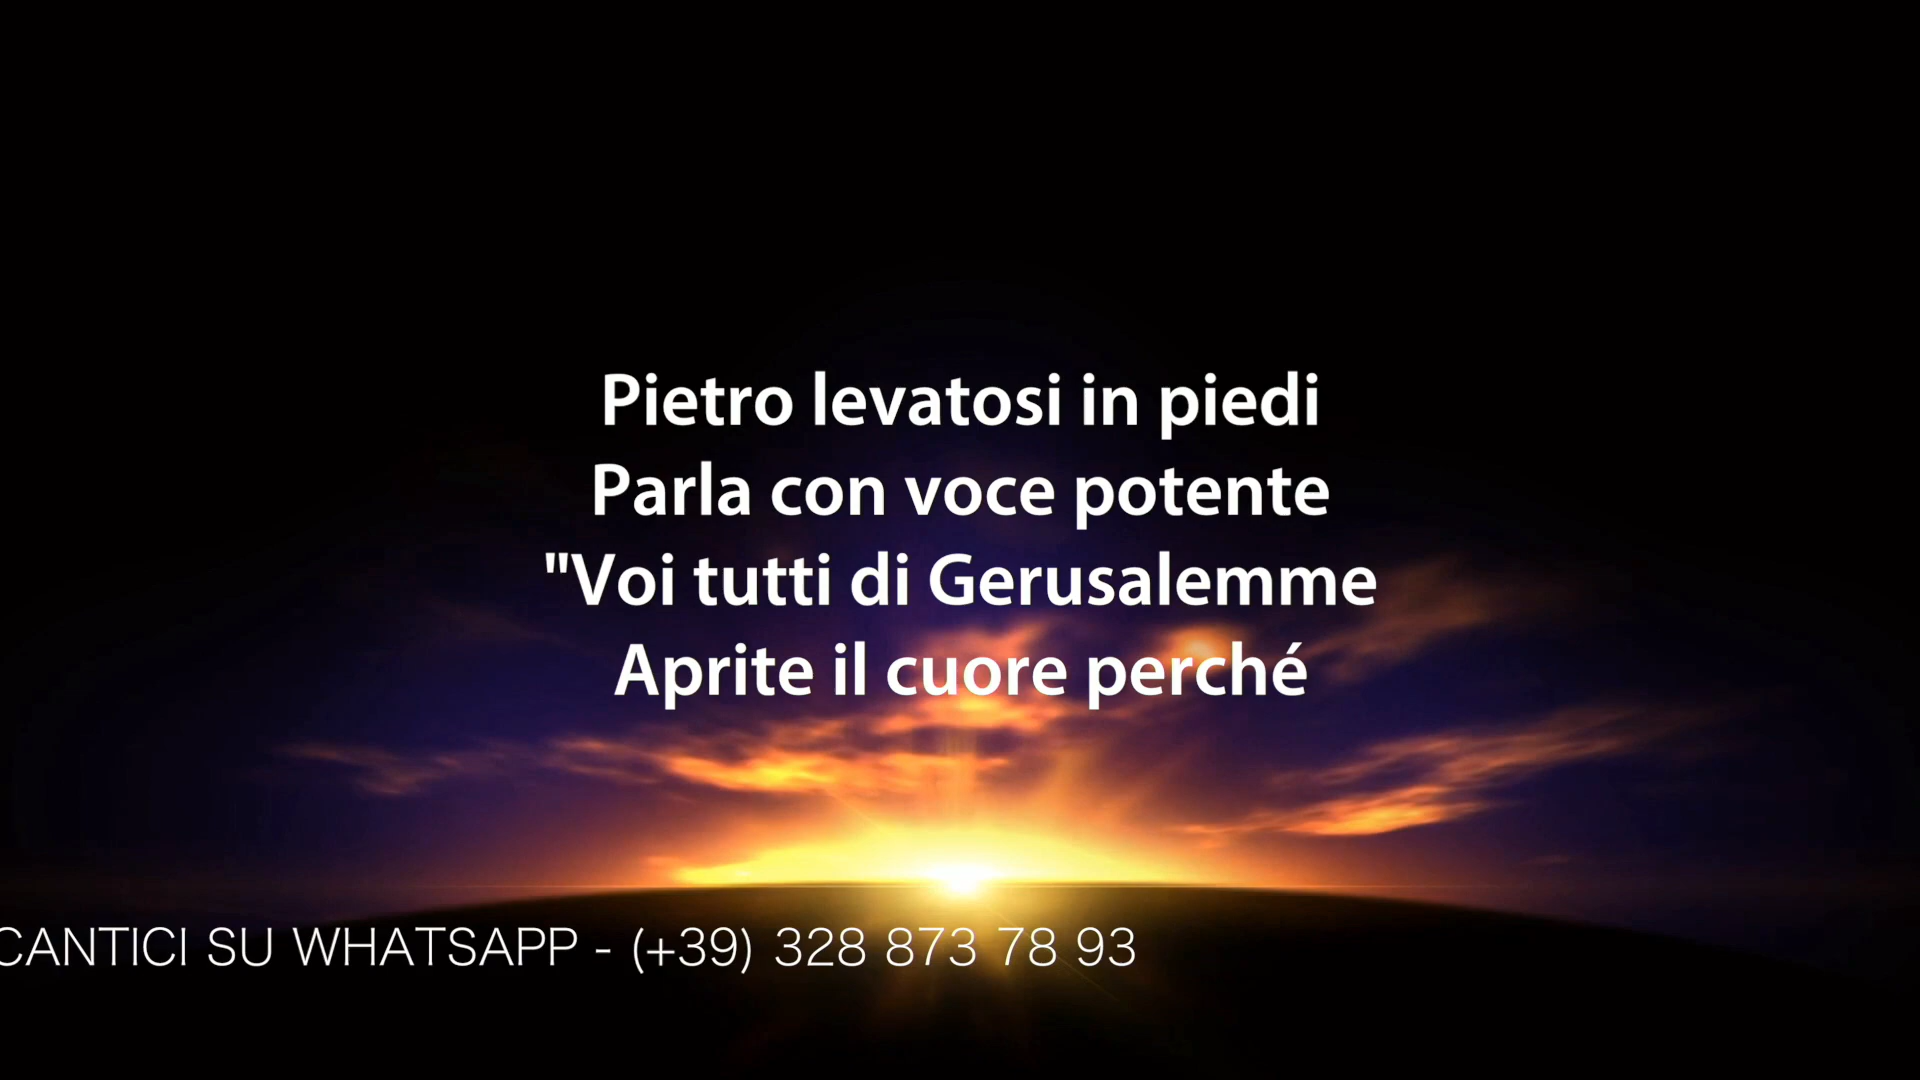 Pietro levatosi in piedi
Parla con voce potente
"Voi tutti di Gerusalemme
Aprite il cuore perché
CANTICI SU WHATSAPP - (+39) 328 873 78 93